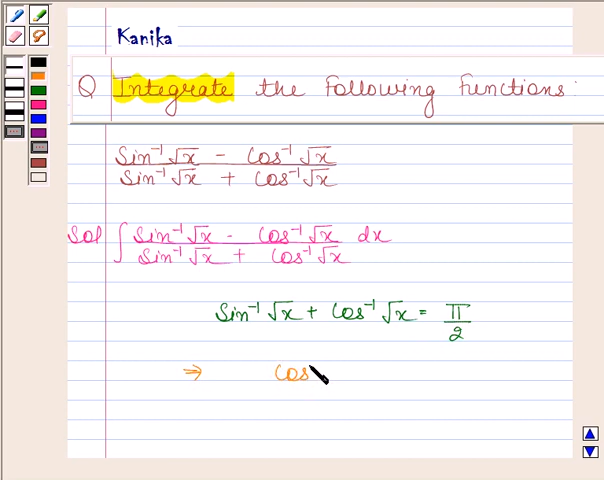 Kanika
Q Integrate the Following Functions:
Sin⁻¹√x − Cos⁻¹√x
Sin⁻¹√x + Cos⁻¹√x
Sol ∫ Sin⁻¹√x − Cos⁻¹√x dx
Sin⁻¹√x + Cos⁻¹√x
Sin⁻¹√x + Cos⁻¹√x = π/2
⇒ Cos